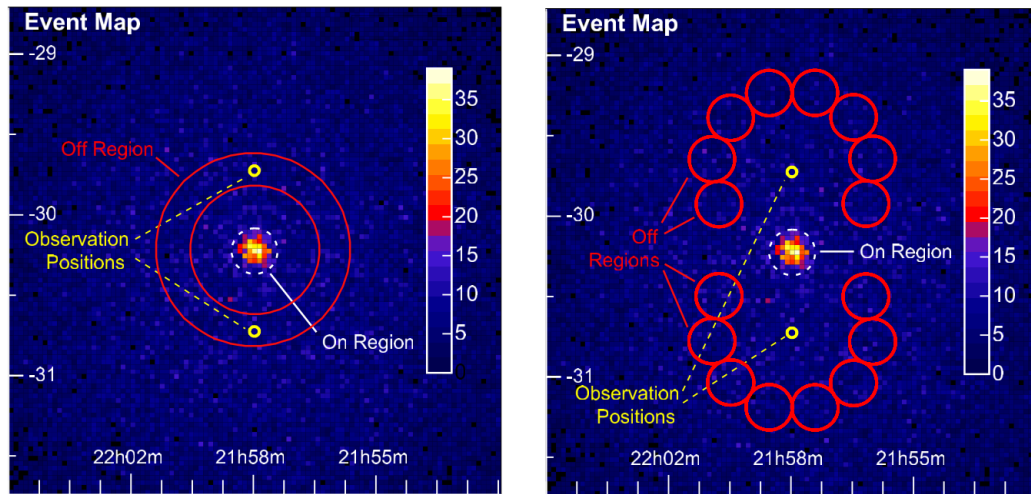 Event Map
-29
Off Region
35
30
25
20
15
10
5
0
-30
Observation
Positions
On Region
-31
22h02m 21h58m 21h55m
Event Map
-29
35
30
25
20
15
10
5
0
-30
Off
Regions
On Region
-31
Observation
Positions
22h02m 21h58m 21h55m